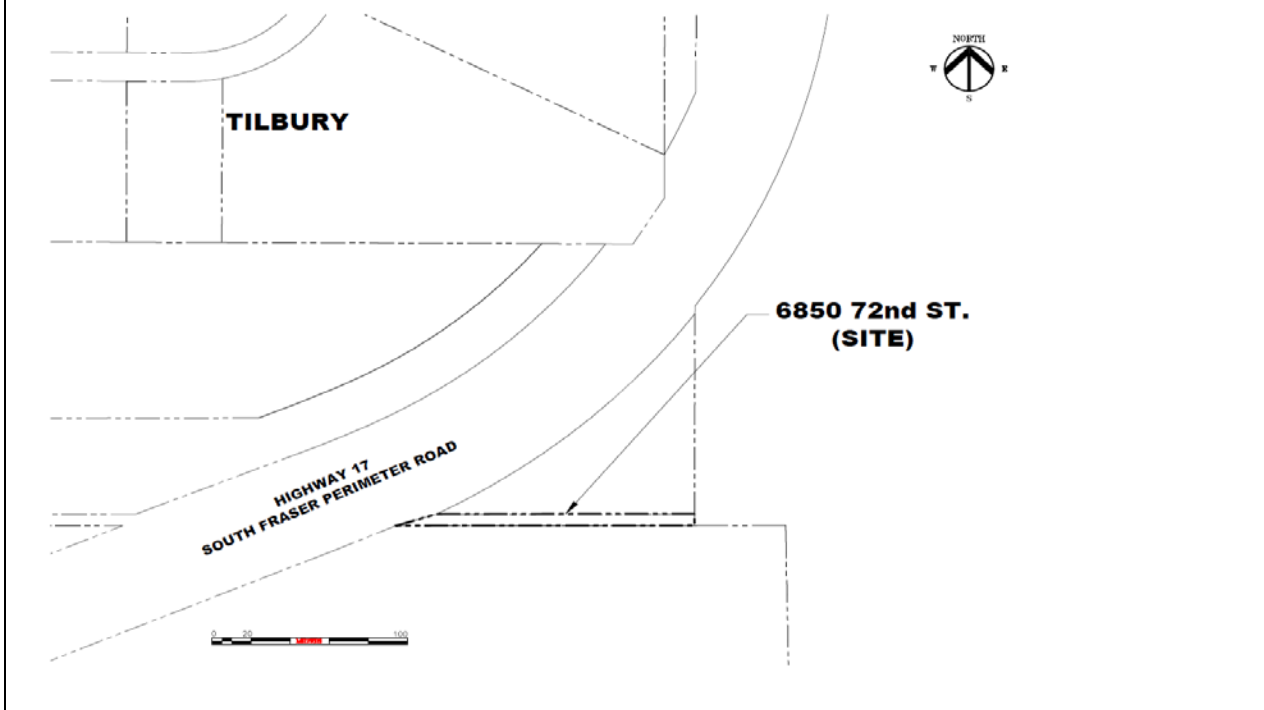 NORTH
W E
S
TILBURY
6850 72nd ST.
(SITE)
HIGHWAY 17
SOUTH FRASER PERIMETER ROAD
0 20 100